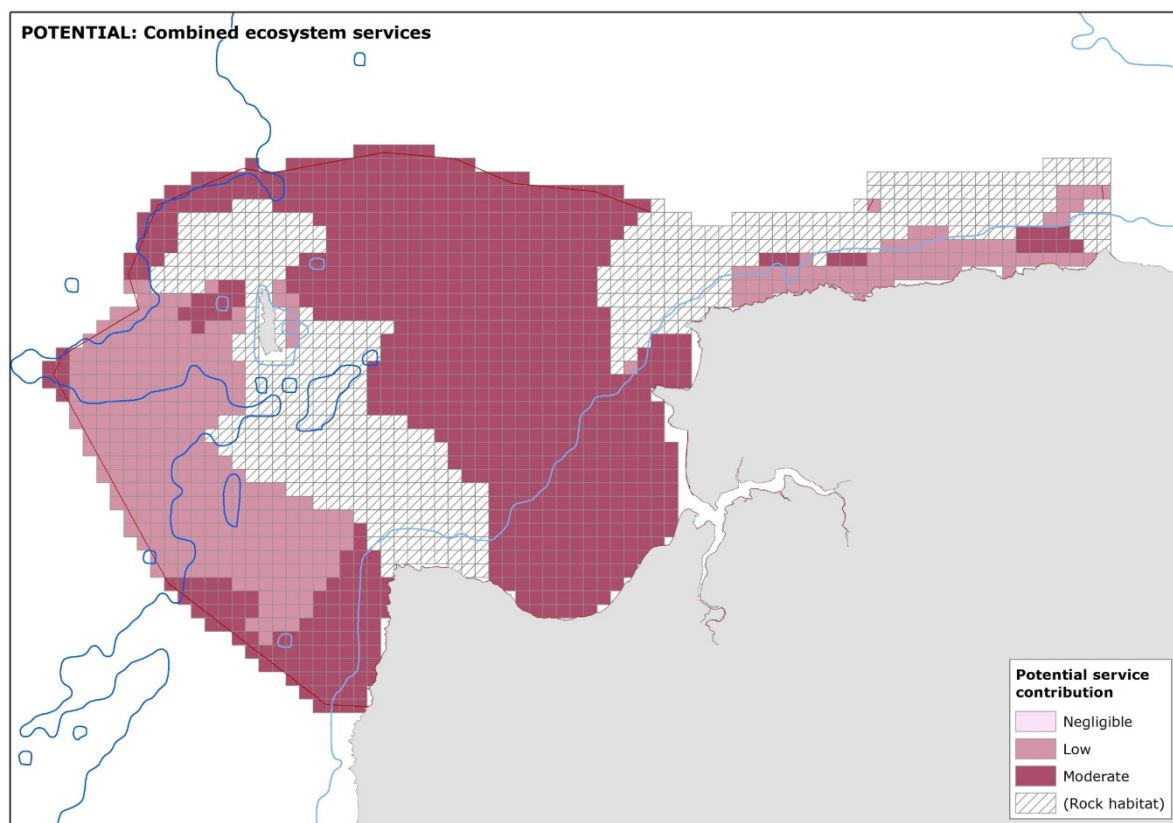 POTENTIAL: Combined ecosystem services
Potential service
contribution
Negligible
Low
Moderate
(Rock habitat)